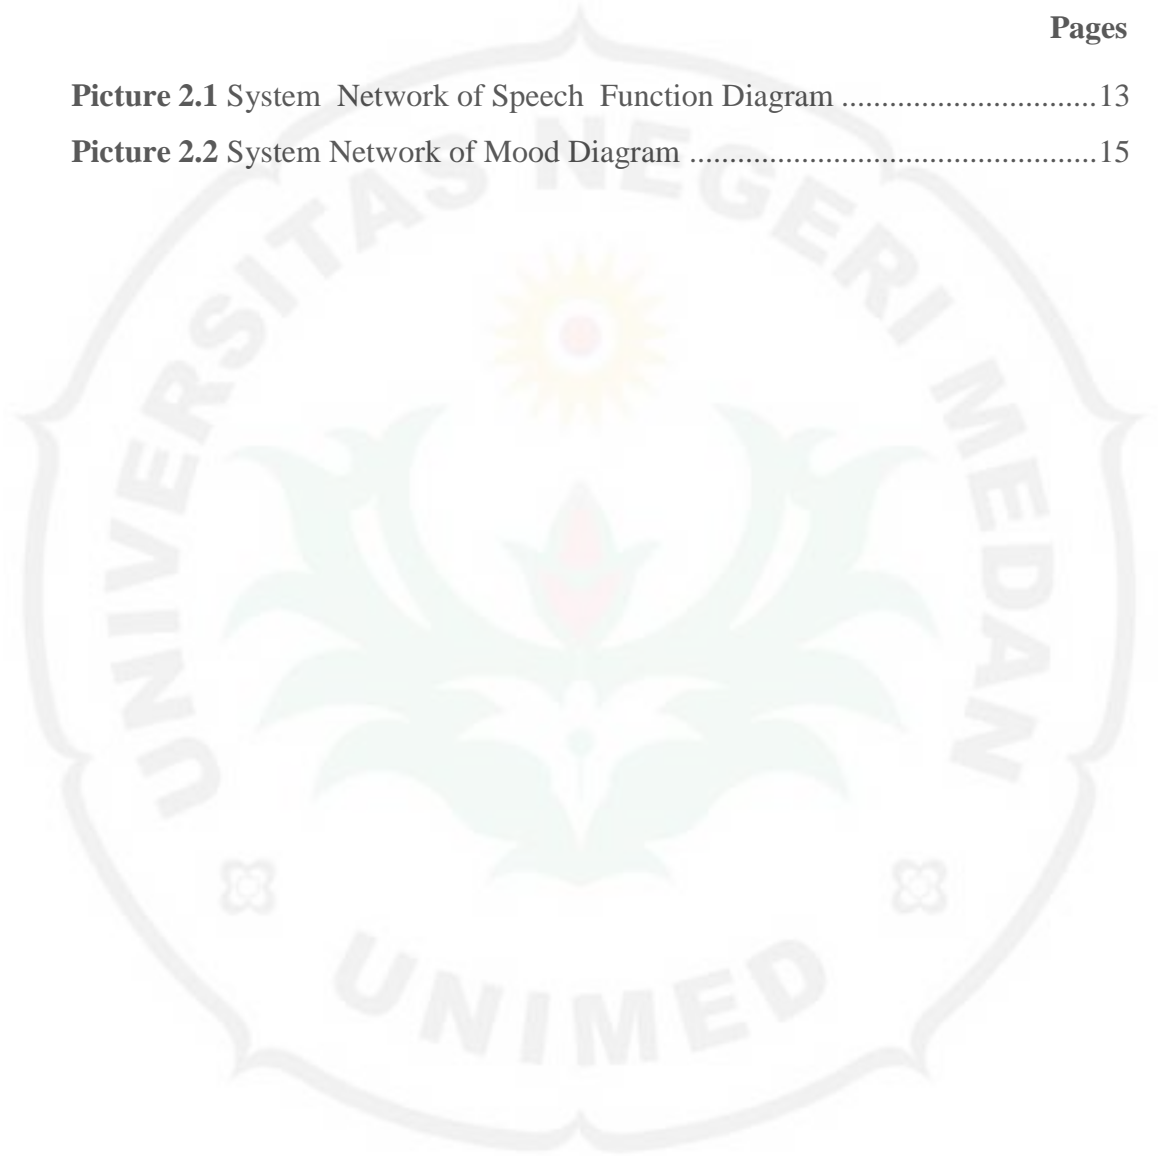 Pages
Picture 2.1 System  Network of Speech  Function Diagram ................................13
Picture 2.2 System Network of Mood Diagram ...................................................15
UNIVERSITAS NEGERI MEDAN
UNIMED